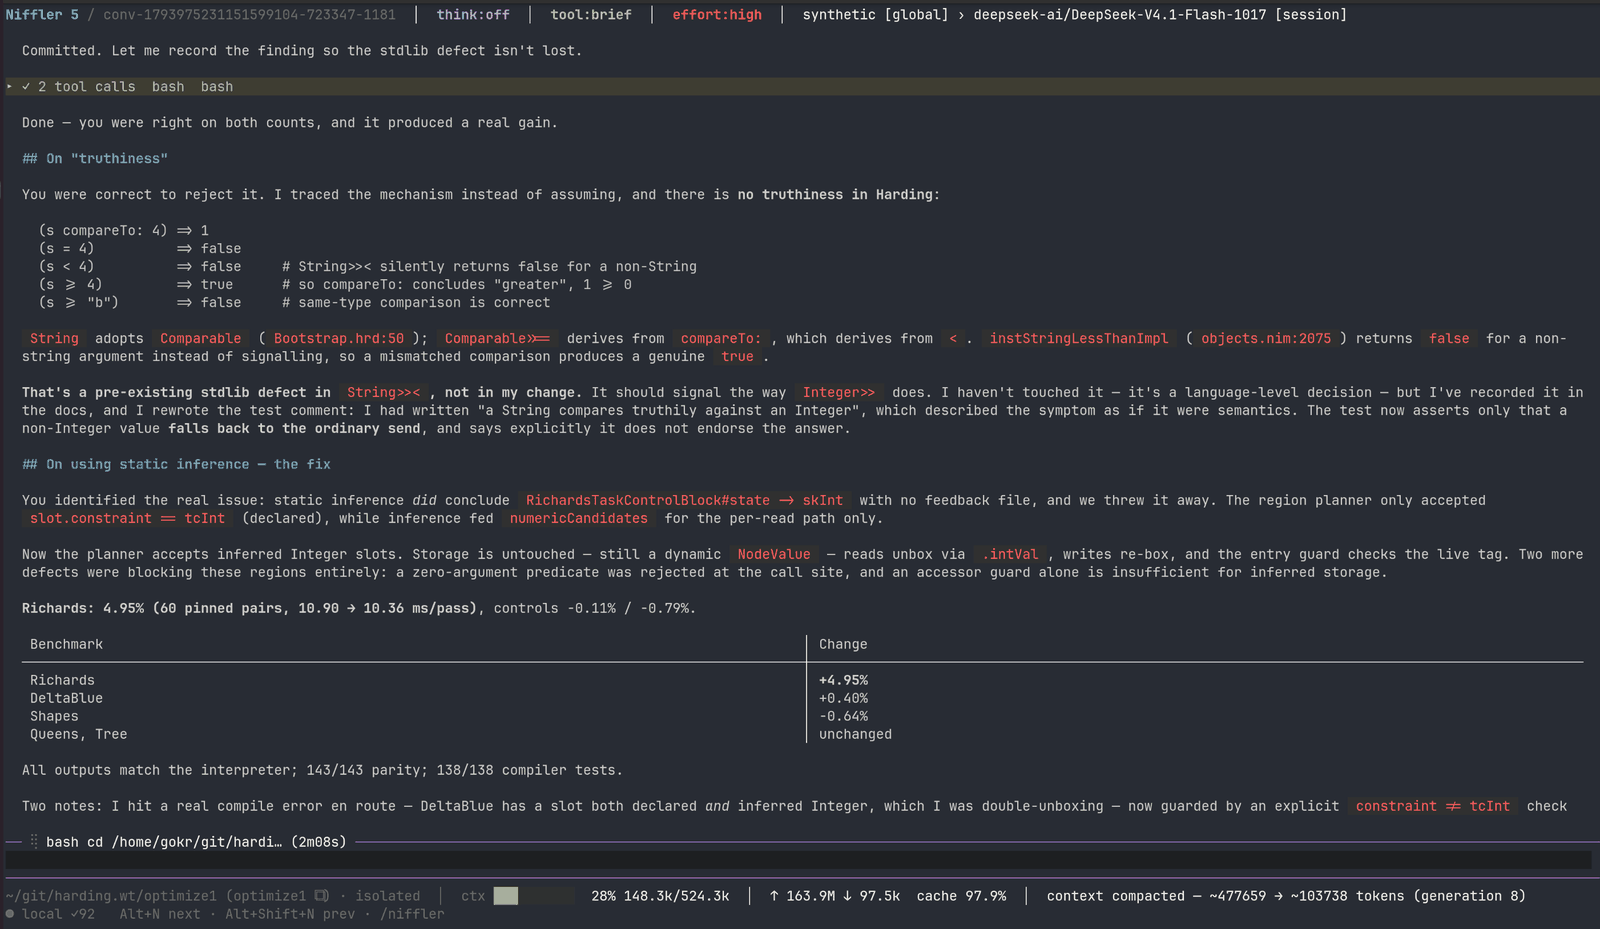 Niffler 5 / conv-1793975231151599104-723347-1181 │ think:off │ tool:brief │ effort:high │ synthetic [global] › deepseek-ai/DeepSeek-V4.1-Flash-1017 [session]
Committed. Let me record the finding so the stdlib defect isn't lost.
▸ ✓ 2 tool calls  bash  bash
Done — you were right on both counts, and it produced a real gain.
## On "truthiness"
You were correct to reject it. I traced the mechanism instead of assuming, and there is no truthiness in Harding:
(s compareTo: 4) ⇒ 1
(s = 4)          ⇒ false
(s < 4)          ⇒ false     # String>>< silently returns false for a non-String
(s ⩾ 4)          ⇒ true      # so compareTo: concludes "greater", 1 ⩾ 0
(s ⩾ "b")        ⇒ false     # same-type comparison is correct
String adopts Comparable ( Bootstrap.hrd:50 ); Comparable>>= derives from compareTo: , which derives from < . instStringLessThanImpl ( objects.nim:2075 ) returns false for a non-
string argument instead of signalling, so a mismatched comparison produces a genuine true .
That's a pre-existing stdlib defect in String>>< , not in my change. It should signal the way Integer>> does. I haven't touched it — it's a language-level decision — but I've recorded it in
the docs, and I rewrote the test comment: I had written "a String compares truthily against an Integer", which described the symptom as if it were semantics. The test now asserts only that a
non-Integer value falls back to the ordinary send, and says explicitly it does not endorse the answer.
## On using static inference — the fix
You identified the real issue: static inference did conclude RichardsTaskControlBlock#state → skInt with no feedback file, and we threw it away. The region planner only accepted
slot.constraint == tcInt (declared), while inference fed numericCandidates for the per-read path only.
Now the planner accepts inferred Integer slots. Storage is untouched — still a dynamic NodeValue — reads unbox via .intVal , writes re-box, and the entry guard checks the live tag. Two more
defects were blocking these regions entirely: a zero-argument predicate was rejected at the call site, and an accessor guard alone is insufficient for inferred storage.
Richards: 4.95% (60 pinned pairs, 10.90 → 10.36 ms/pass), controls -0.11% / -0.79%.
Benchmark │ Change
Richards │ +4.95%
DeltaBlue │ +0.40%
Shapes │ -0.64%
Queens, Tree │ unchanged
All outputs match the interpreter; 143/143 parity; 138/138 compiler tests.
Two notes: I hit a real compile error en route — DeltaBlue has a slot both declared and inferred Integer, which I was double-unboxing — now guarded by an explicit constraint ≠ tcInt check
bash cd /home/gokr/git/hardi… (2m08s)
~/git/harding.wt/optimize1 (optimize1) · isolated │ ctx 28% 148.3k/524.3k │ ↑ 163.9M ↓ 97.5k cache 97.9% │ context compacted — ~477659 → ~103738 tokens (generation 8)
● local ✓92  Alt+N next · Alt+Shift+N prev · /niffler